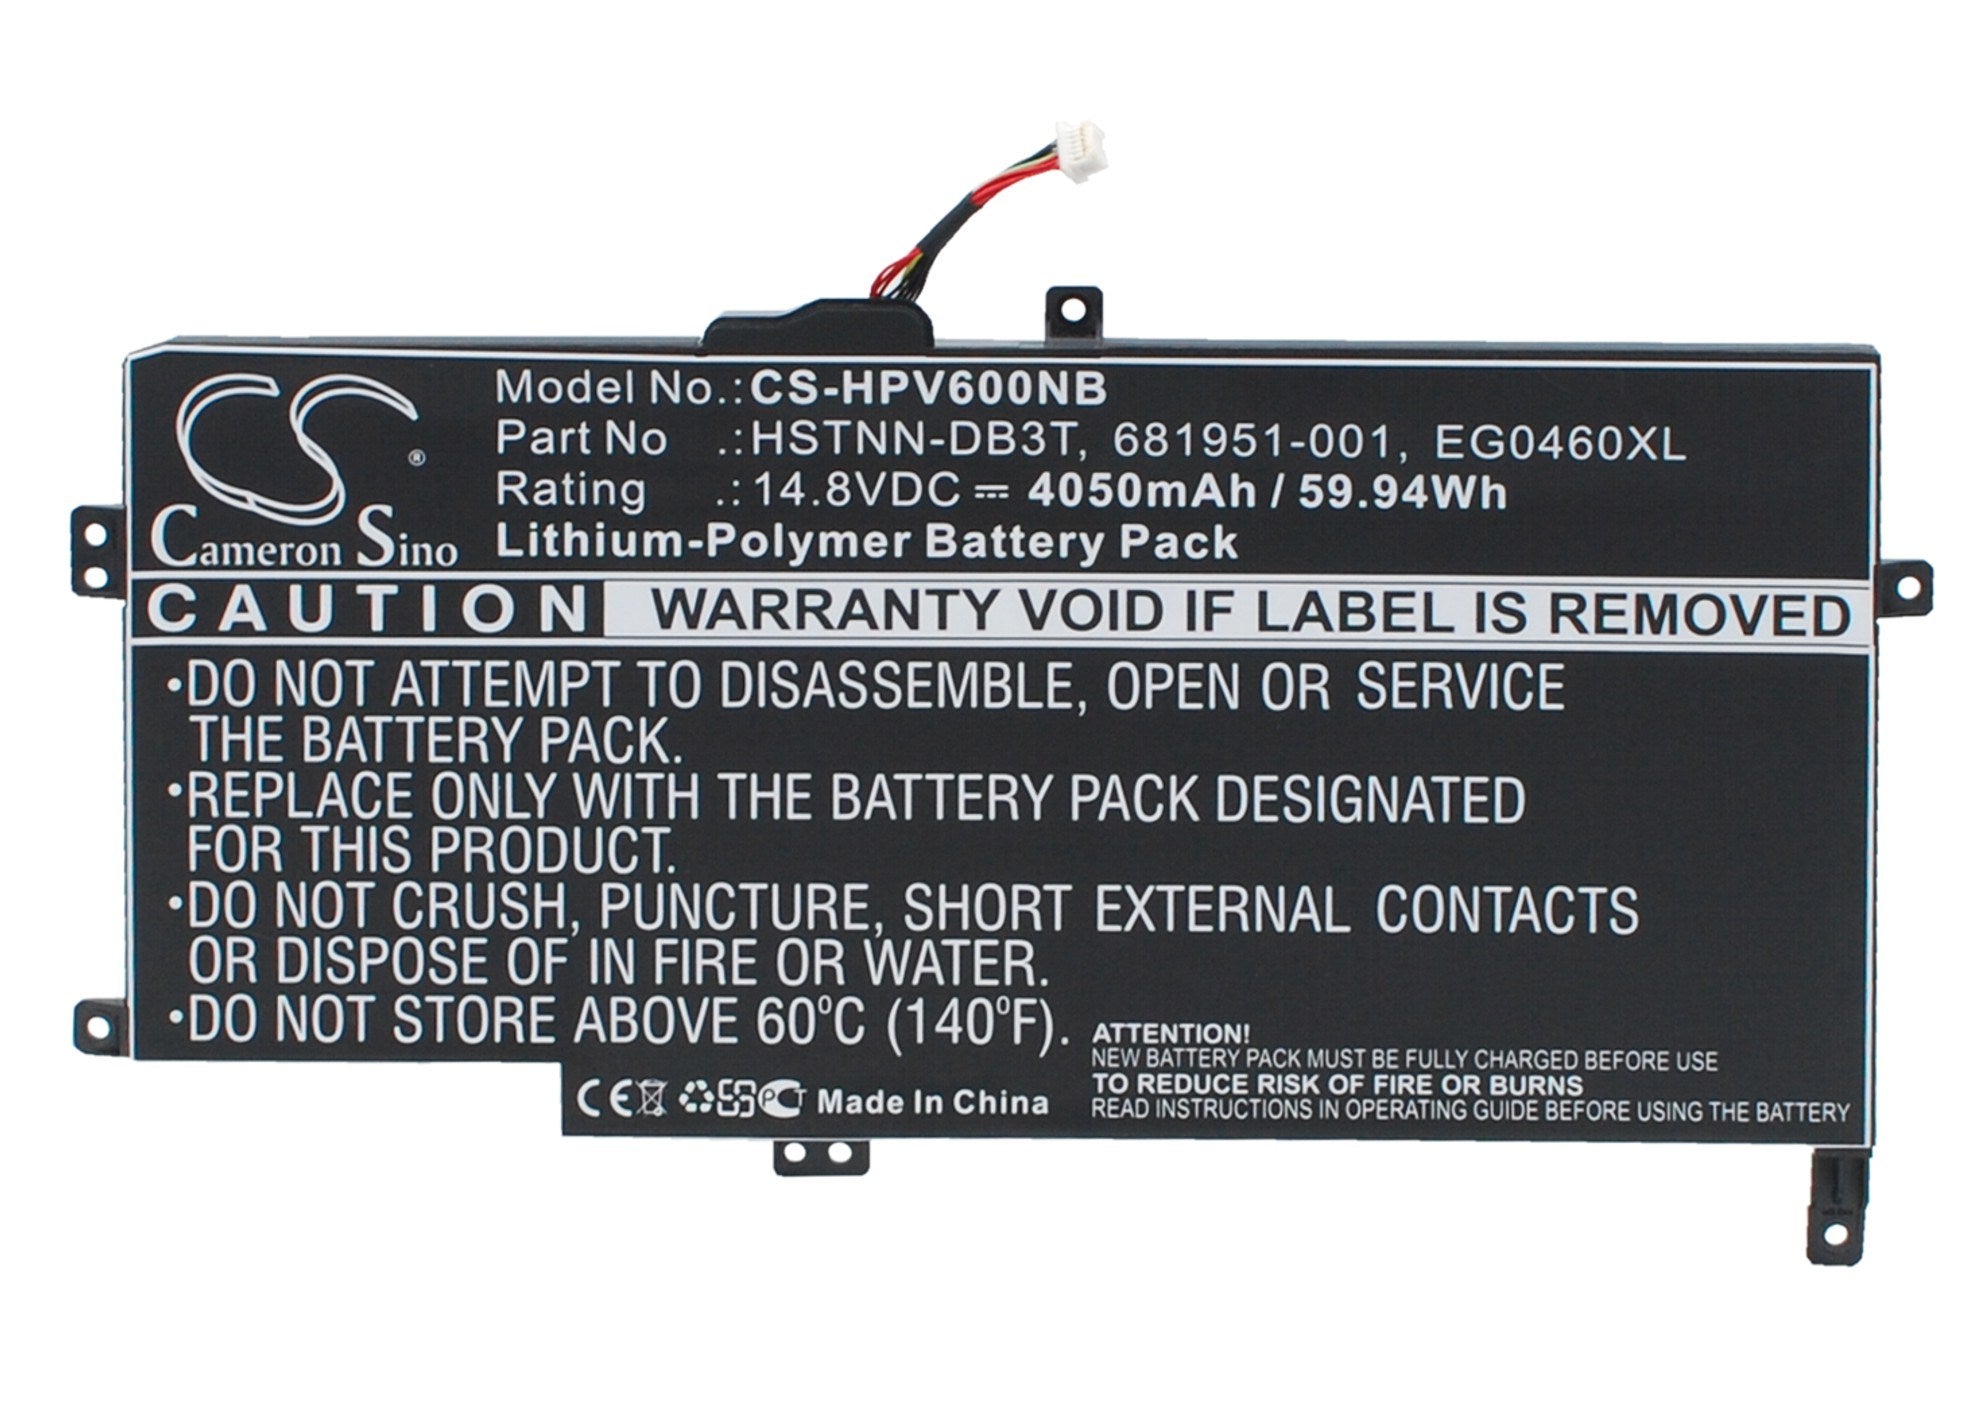 CS ®
Cameron Sino
Model No.: CS-HPV600NB
Part No .: HSTNN-DB3T, 681951-001, EG0460XL
Rating .: 14.8VDC ⎓ 4050mAh / 59.94Wh
Lithium-Polymer Battery Pack
CAUTION WARRANTY VOID IF LABEL IS REMOVED
•DO NOT ATTEMPT TO DISASSEMBLE, OPEN OR SERVICE
THE BATTERY PACK.
•REPLACE ONLY WITH THE BATTERY PACK DESIGNATED
FOR THIS PRODUCT.
•DO NOT CRUSH, PUNCTURE, SHORT EXTERNAL CONTACTS
OR DISPOSE OF IN FIRE OR WATER.
•DO NOT STORE ABOVE 60°C (140°F).
ATTENTION!
NEW BATTERY PACK MUST BE FULLY CHARGED BEFORE USE
TO REDUCE RISK OF FIRE OR BURNS
READ INSTRUCTIONS IN OPERATING GUIDE BEFORE USING THE BATTERY
CE PCT Made In China